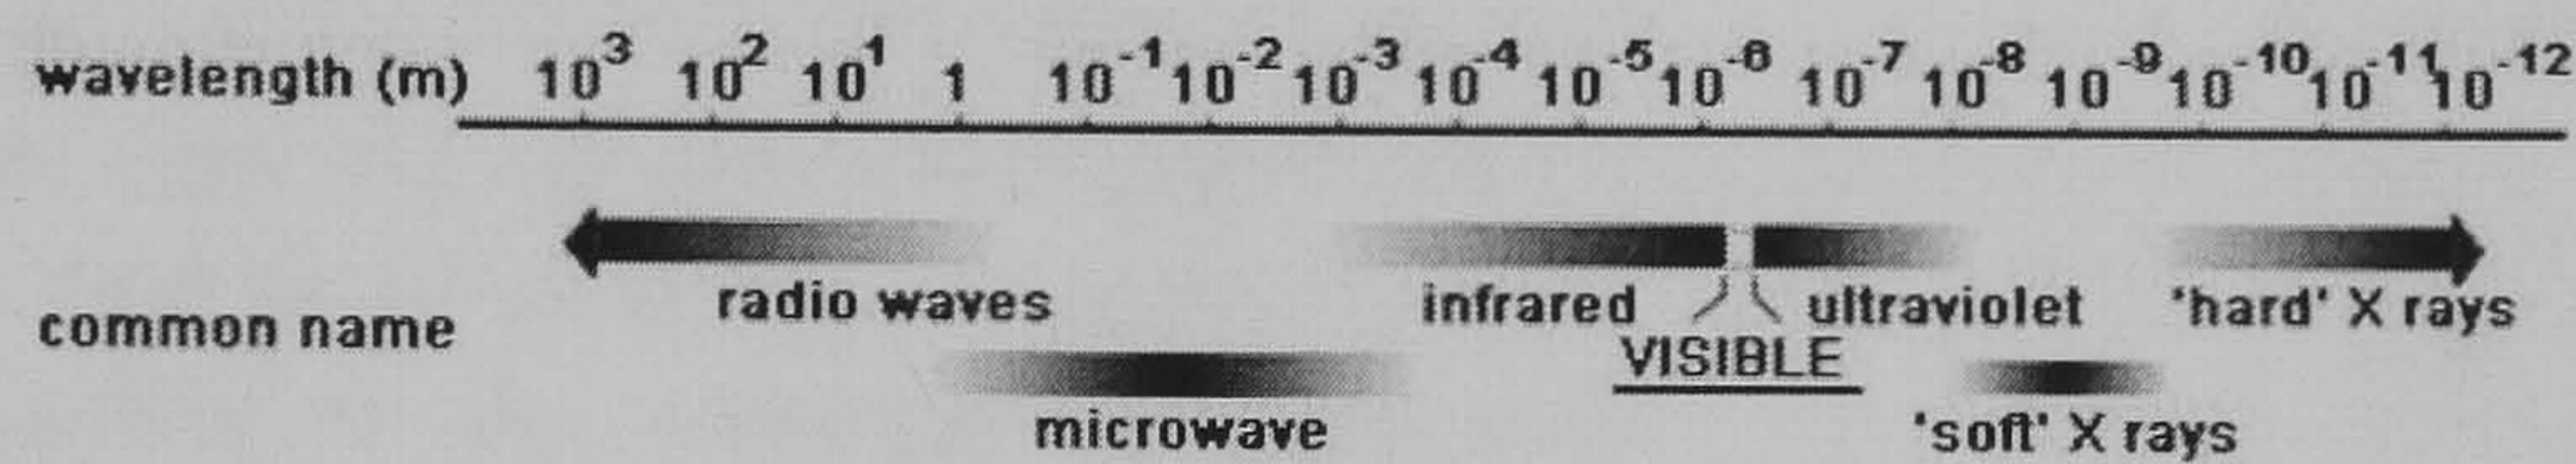 wavelength (m) 10³ 10² 10¹ 1 10⁻¹ 10⁻² 10⁻³ 10⁻⁴ 10⁻⁵ 10⁻⁶ 10⁻⁷ 10⁻⁸ 10⁻⁹ 10⁻¹⁰ 10⁻¹¹ 10⁻¹²
radio waves infrared ultraviolet 'hard' X rays
common name
VISIBLE
microwave 'soft' X rays